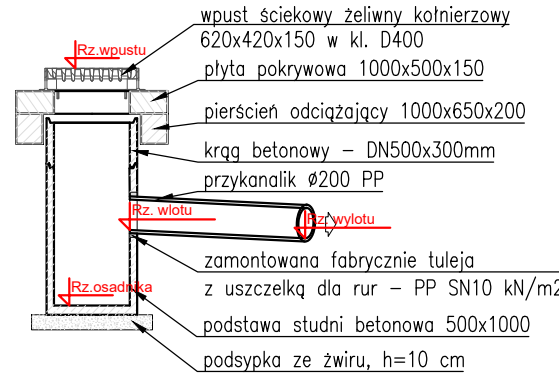 wpust ściekowy żeliwny kołnierzowy
620x420x150 w kl. D400
Rz.wpustu
płyta pokrywowa 1000x500x150
pierścień odciążający 1000x650x200
krąg betonowy – DN500x300mm
przykanalik ø200 PP
Rz. wlotu
Rz. wylotu
zamontowana fabrycznie tuleja
z uszczelką dla rur – PP SN10 kN/m2
Rz.osadnika
podstawa studni betonowa 500x1000
podsypka ze żwiru, h=10 cm